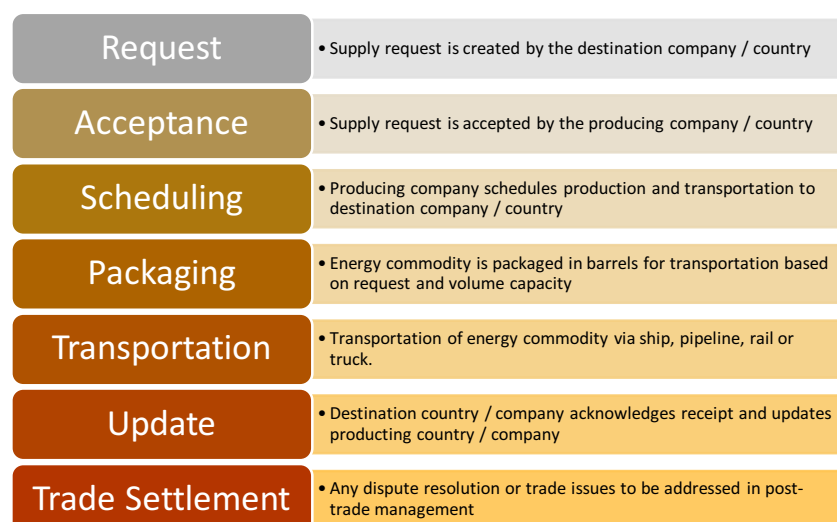 Request
• Supply request is created by the destination company / country
Acceptance
• Supply request is accepted by the producing company / country
Scheduling
• Producing company schedules production and transportation to
destination company / country
Packaging
• Energy commodity is packaged in barrels for transportation based
on request and volume capacity
Transportation
• Transportation of energy commodity via ship, pipeline, rail or
truck.
Update
• Destination country / company acknowledges receipt and updates
producting country / company
Trade Settlement
• Any dispute resolution or trade issues to be addressed in post-
trade management